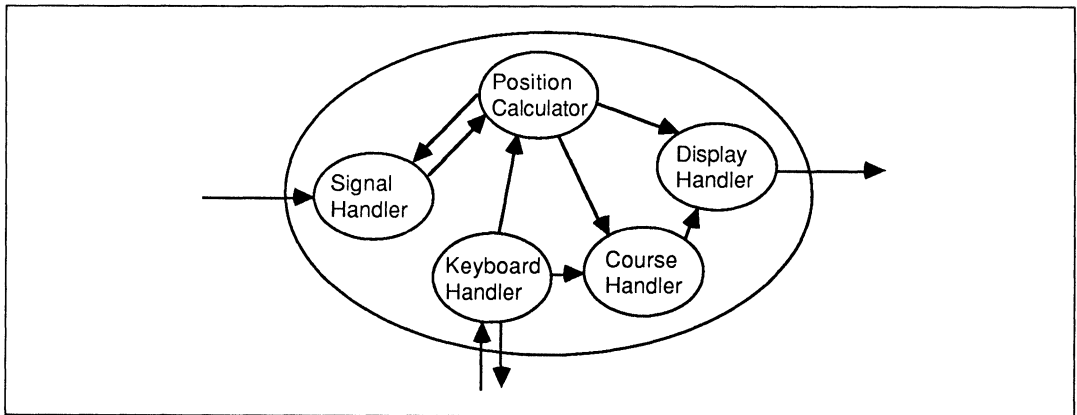 Position
Calculator
Display
Handler
Signal
Handler
Keyboard
Handler
Course
Handler